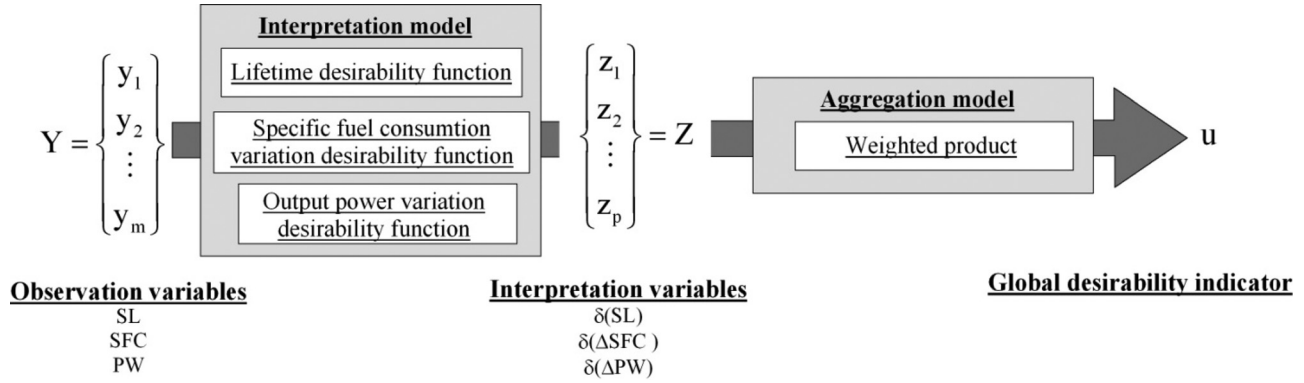 Interpretation model
Lifetime desirability function
Specific fuel consumtion
variation desirability function
Output power variation
desirability function
Y =
y1
y2
⋮
ym
z1
z2
⋮
zp
= Z
Aggregation model
Weighted product
u
Observation variables
SL
SFC
PW
Interpretation variables
δ(SL)
δ(ΔSFC )
δ(ΔPW)
Global desirability indicator